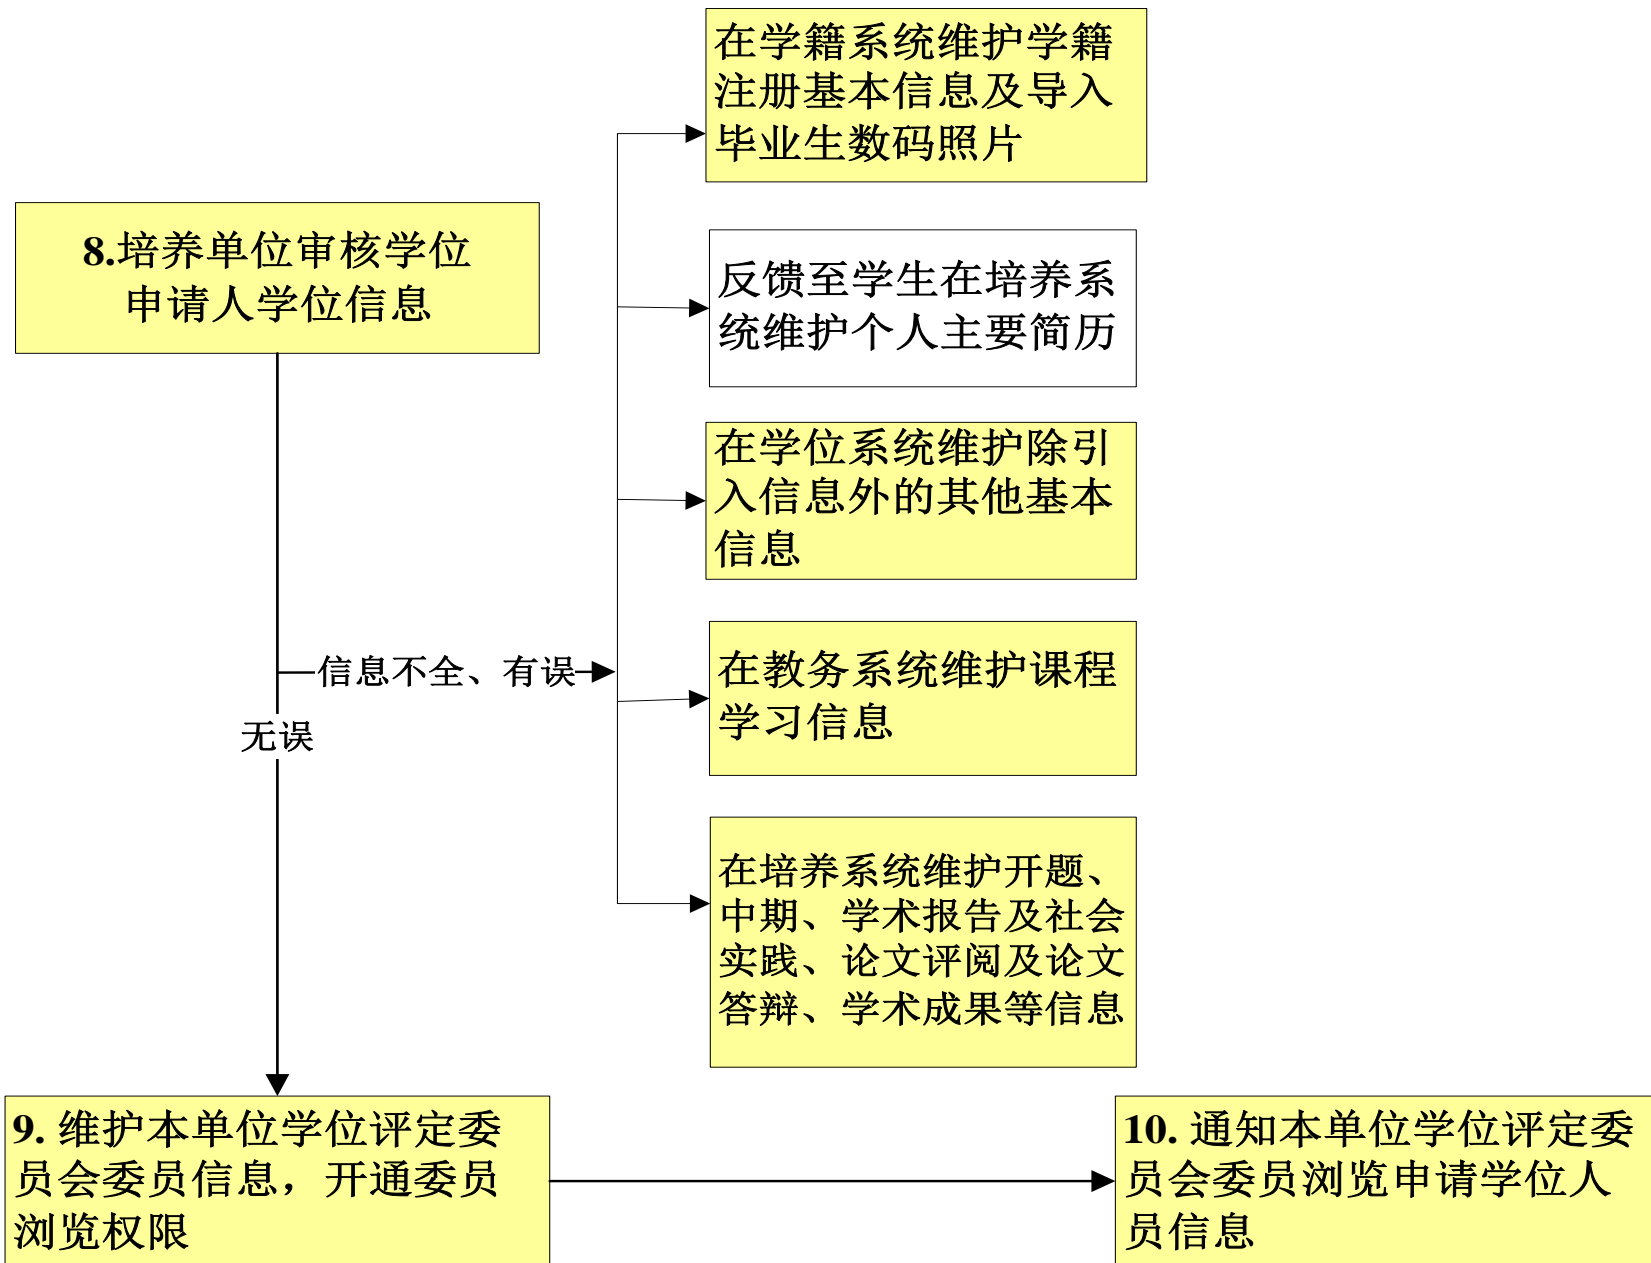 在学籍系统维护学籍
注册基本信息及导入
毕业生数码照片
8.培养单位审核学位
申请人学位信息
反馈至学生在培养系
统维护个人主要简历
在学位系统维护除引
入信息外的其他基本
信息
信息不全、有误
在教务系统维护课程
学习信息
无误
在培养系统维护开题、
中期、学术报告及社会
实践、论文评阅及论文
答辩、学术成果等信息
9. 维护本单位学位评定委
员会委员信息，开通委员
浏览权限
10. 通知本单位学位评定委
员会委员浏览申请学位人
员信息